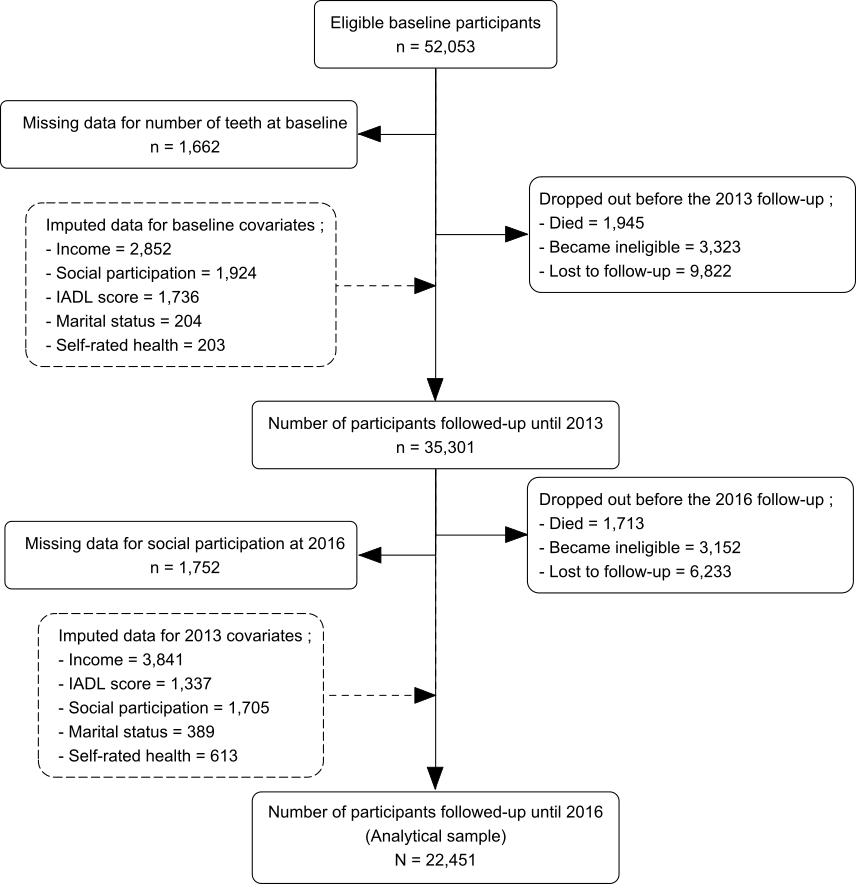 Eligible baseline participants
n = 52,053
Missing data for number of teeth at baseline
n = 1,662
Dropped out before the 2013 follow-up ;
- Died = 1,945
- Became ineligible = 3,323
- Lost to follow-up = 9,822
Imputed data for baseline covariates ;
- Income = 2,852
- Social participation = 1,924
- IADL score = 1,736
- Marital status = 204
- Self-rated health = 203
Number of participants followed-up until 2013
n = 35,301
Dropped out before the 2016 follow-up ;
- Died = 1,713
- Became ineligible = 3,152
- Lost to follow-up = 6,233
Missing data for social participation at 2016
n = 1,752
Imputed data for 2013 covariates ;
- Income = 3,841
- IADL score = 1,337
- Social participation = 1,705
- Marital status = 389
- Self-rated health = 613
Number of participants followed-up until 2016
(Analytical sample)
N = 22,451